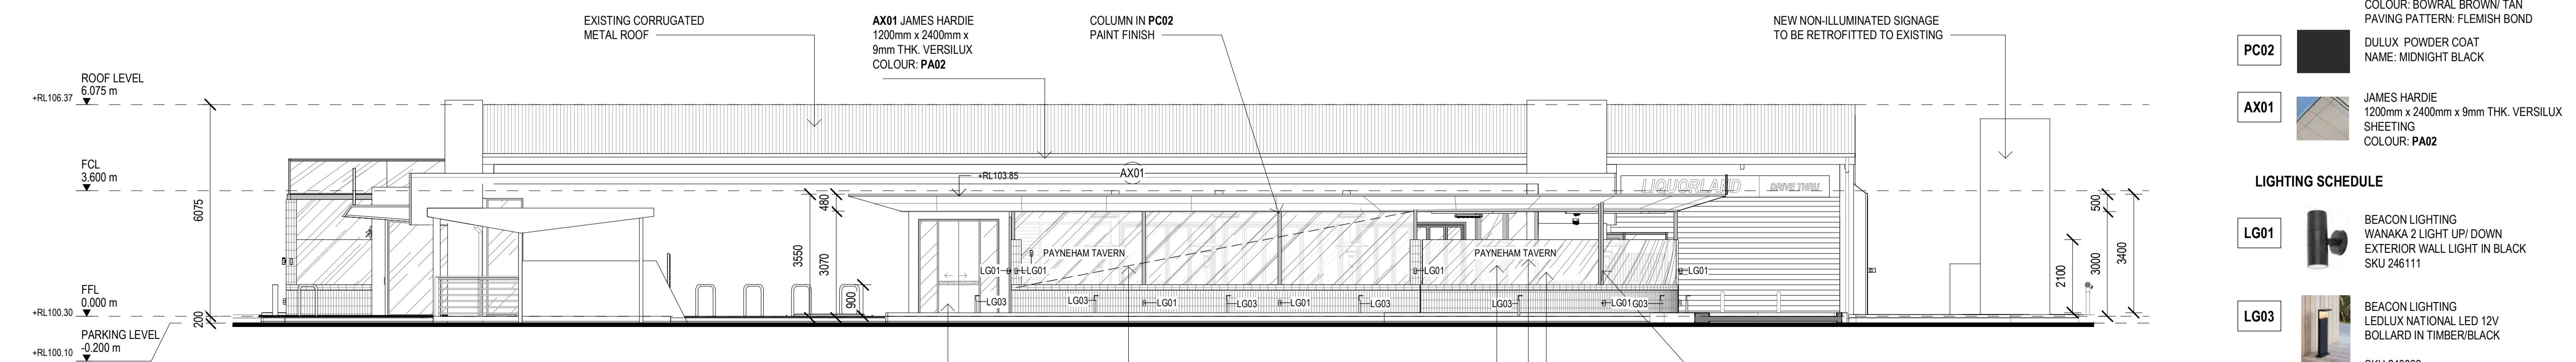 EXISTING CORRUGATED
METAL ROOF
AX01 JAMES HARDIE
1200mm x 2400mm x
9mm THK. VERSILUX
COLOUR: PA02
COLUMN IN PC02
PAINT FINISH
NEW NON-ILLUMINATED SIGNAGE
TO BE RETROFITTED TO EXISTING
ROOF LEVEL
6.075 m
+RL106.37
FCL
3.600 m
6075
FFL
0.000 m
+RL100.30
200
PARKING LEVEL
-0.200 m
+RL100.10
AX01
+RL103.85
480
3550
3070
900
LIQUORLAND
DRIVE THRU
PAYNEHAM TAVERN
PAYNEHAM TAVERN
LG01
LG01
LG01
LG01
LG03
LG03
LG01
LG03
LG01
LG03
LG03
LG01
G03
500
3400
3000
2100
COLOUR: BOWRAL BROWN/ TAN
PAVING PATTERN: FLEMISH BOND
PC02
DULUX POWDER COAT
NAME: MIDNIGHT BLACK
AX01
JAMES HARDIE
1200mm x 2400mm x 9mm THK. VERSILUX
SHEETING
COLOUR: PA02
LIGHTING SCHEDULE
LG01
BEACON LIGHTING
WANAKA 2 LIGHT UP/ DOWN
EXTERIOR WALL LIGHT IN BLACK
SKU 246111
LG03
BEACON LIGHTING
LEDLUX NATIONAL LED 12V
BOLLARD IN TIMBER/BLACK